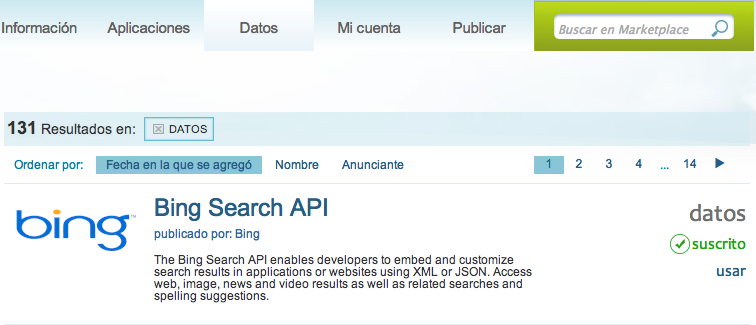 Información Aplicaciones Datos Mi cuenta Publicar Buscar en Marketplace
131 Resultados en: DATOS
Ordenar por: Fecha en la que se agregó Nombre Anunciante 1 2 3 4 ... 14
bing™
Bing Search API
datos
publicado por: Bing
suscrito
The Bing Search API enables developers to embed and customize
search results in applications or websites using XML or JSON. Access
usar
web, image, news and video results as well as related searches and
spelling suggestions.